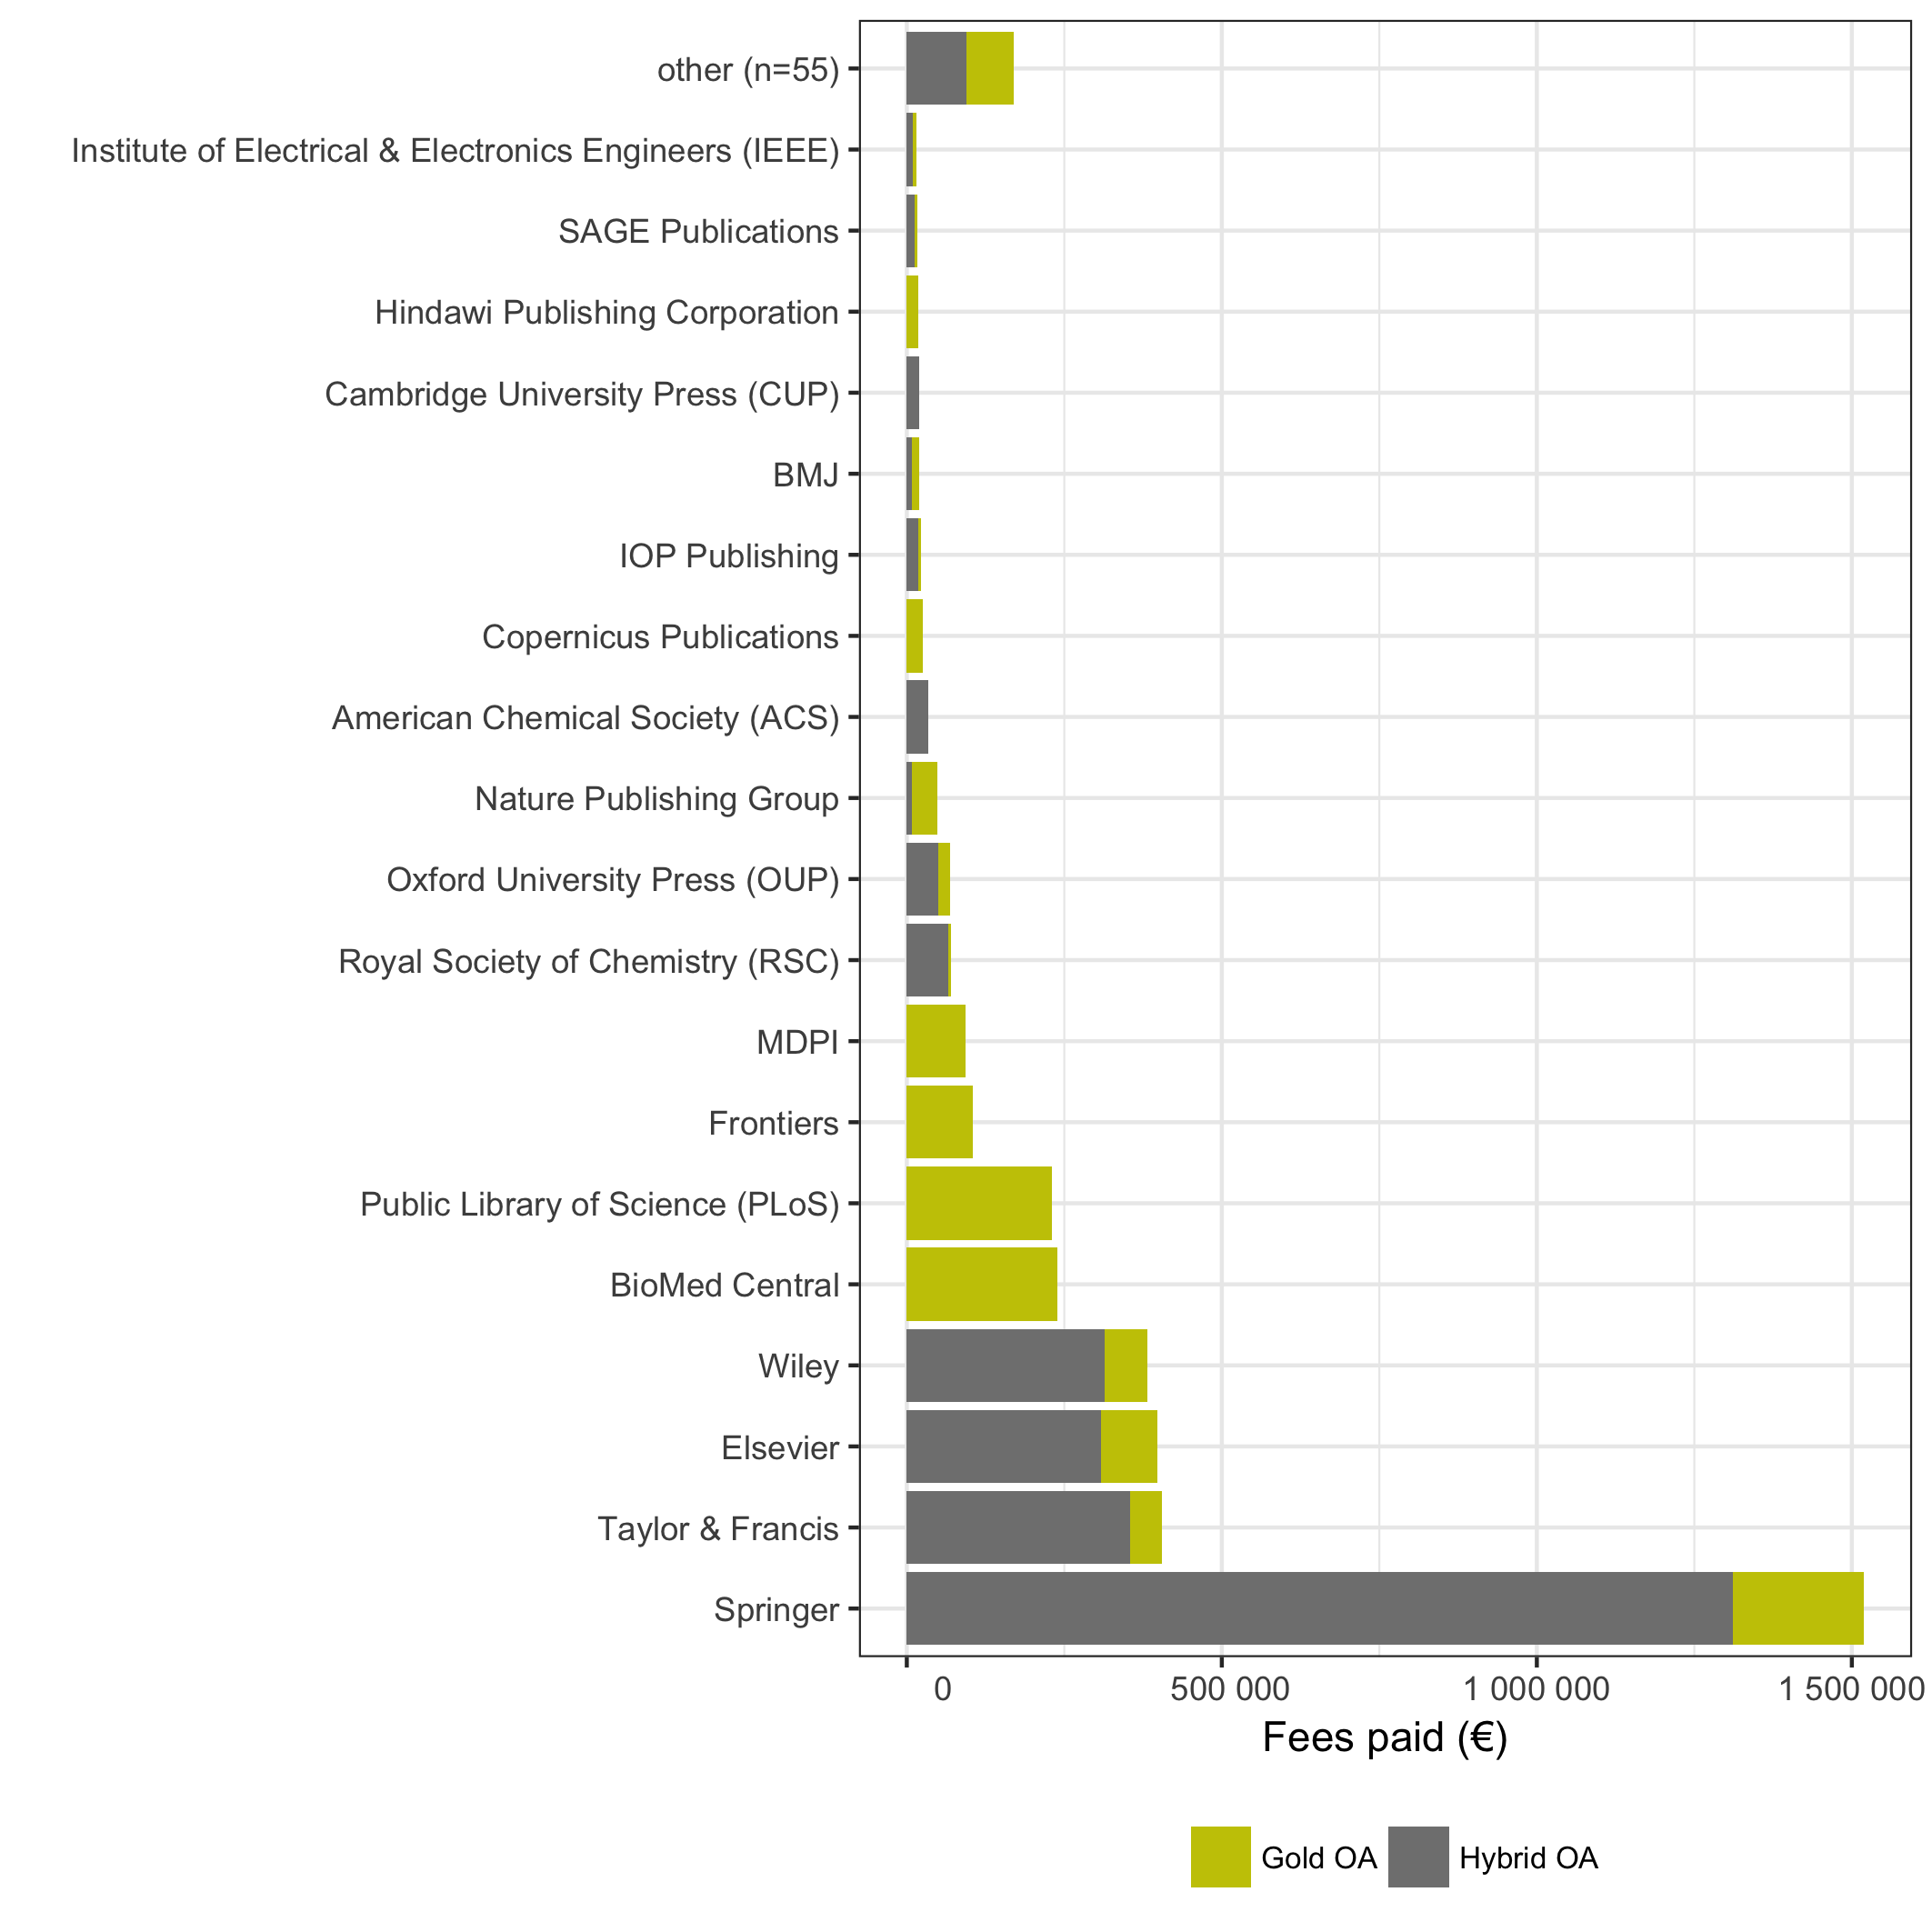 other (n=55)
Institute of Electrical & Electronics Engineers (IEEE)
SAGE Publications
Hindawi Publishing Corporation
Cambridge University Press (CUP)
BMJ
IOP Publishing
Copernicus Publications
American Chemical Society (ACS)
Nature Publishing Group
Oxford University Press (OUP)
Royal Society of Chemistry (RSC)
MDPI
Frontiers
Public Library of Science (PLoS)
BioMed Central
Wiley
Elsevier
Taylor & Francis
Springer
0 500 000 1 000 000 1 500 000
Fees paid (€)
Gold OA Hybrid OA